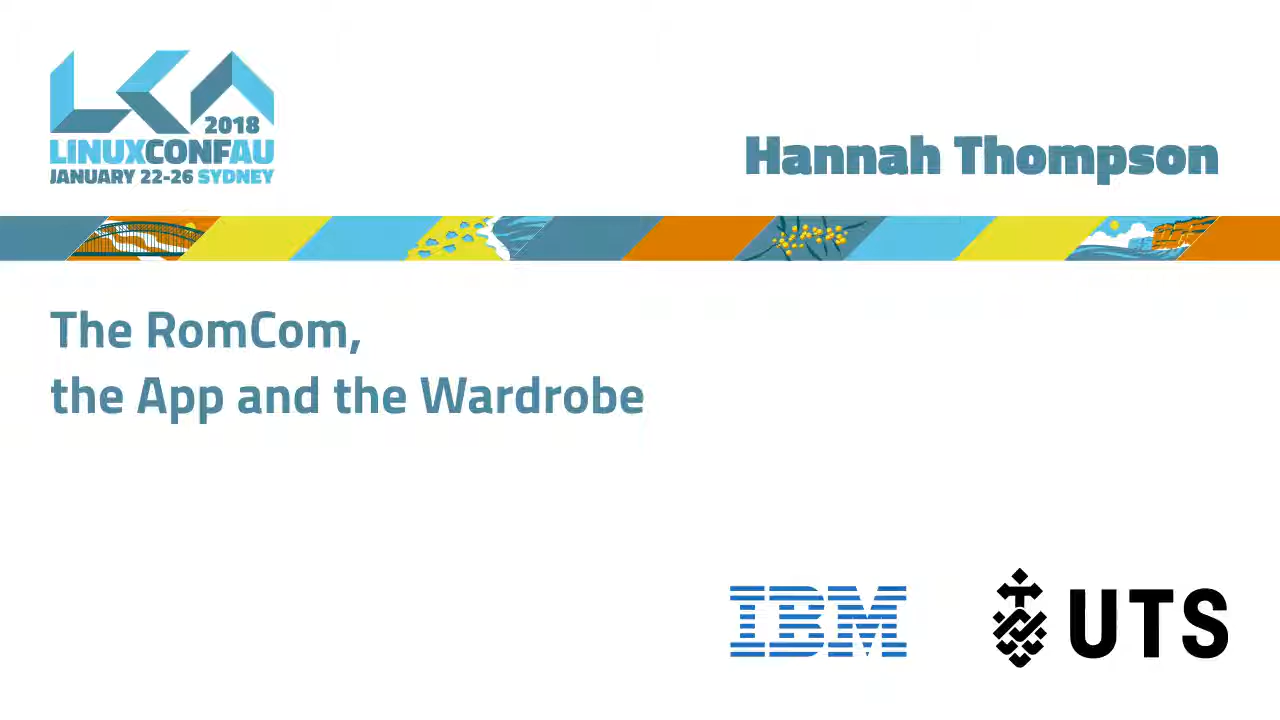 LCA
2018
LINUXCONFAU
JANUARY 22-26 SYDNEY
Hannah Thompson
The RomCom,
the App and the Wardrobe
IBM
UTS